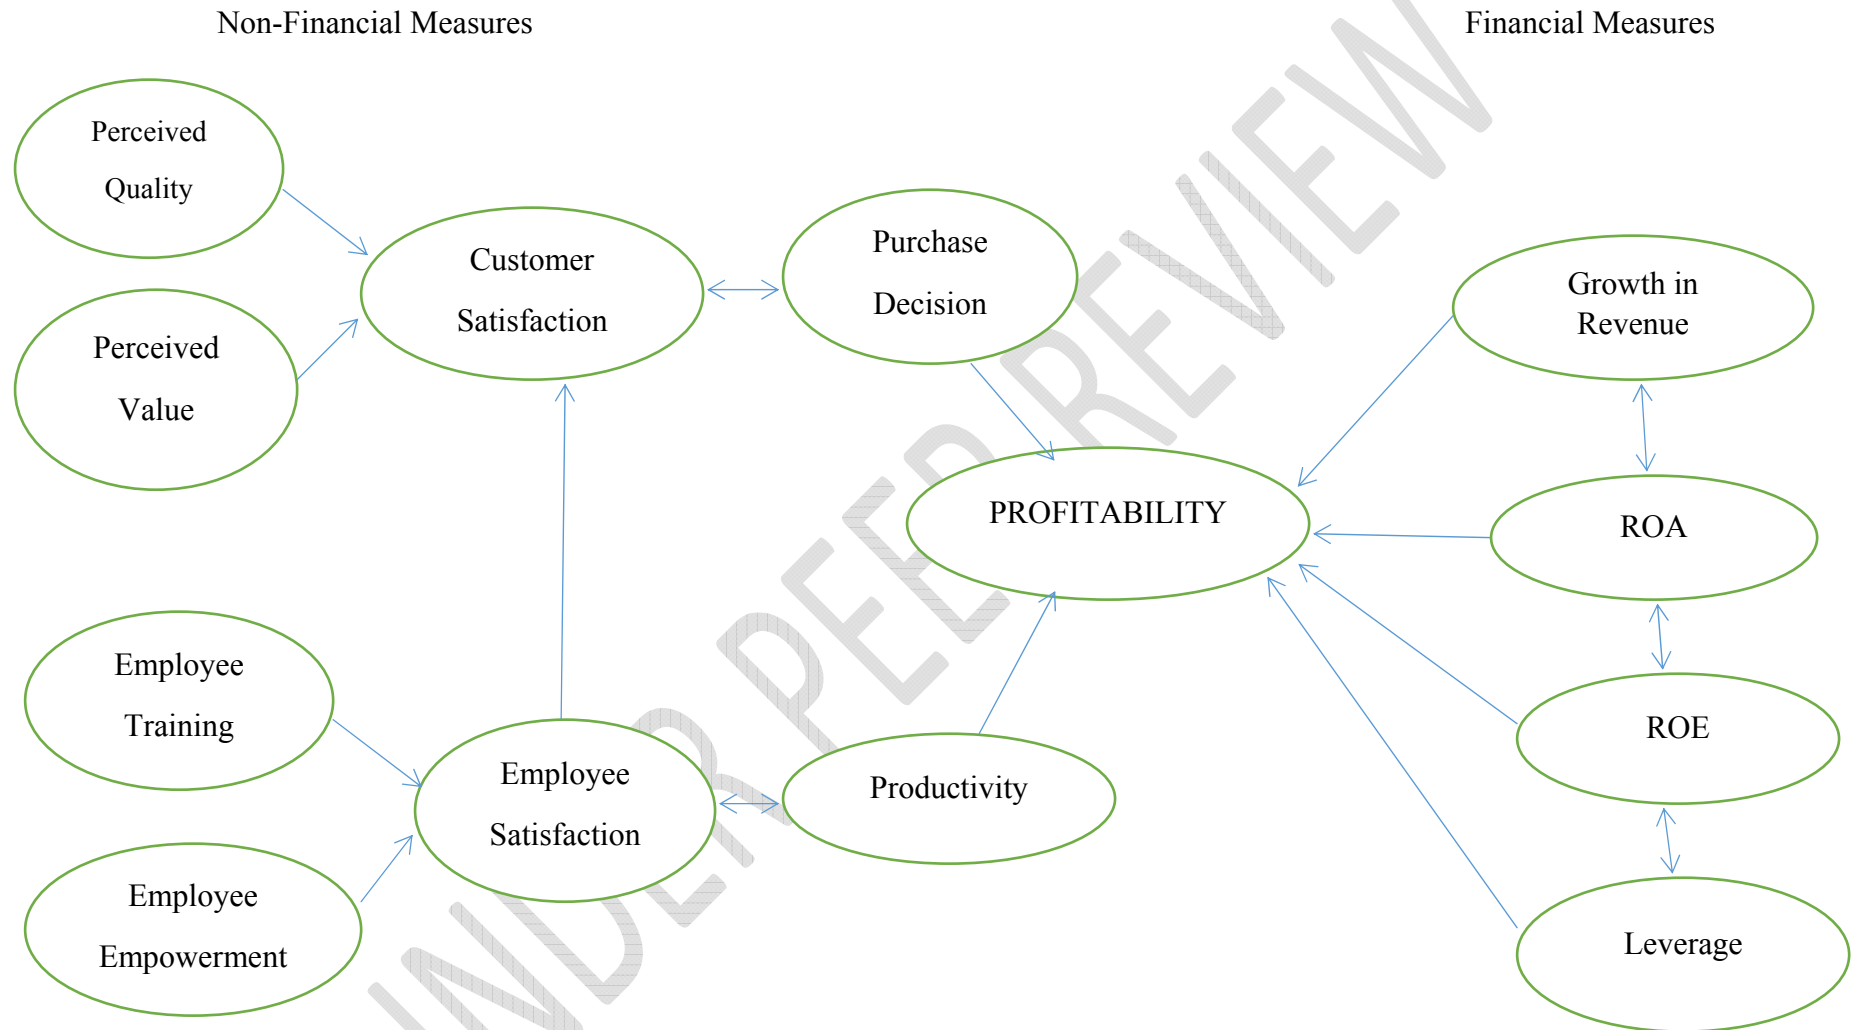 Non-Financial Measures
Financial Measures
Perceived
Quality
Perceived
Value
Customer
Satisfaction
Purchase
Decision
Growth in
Revenue
PROFITABILITY
ROA
Employee
Training
Employee
Empowerment
Employee
Satisfaction
Productivity
ROE
Leverage
UNDER PEER REVIEW